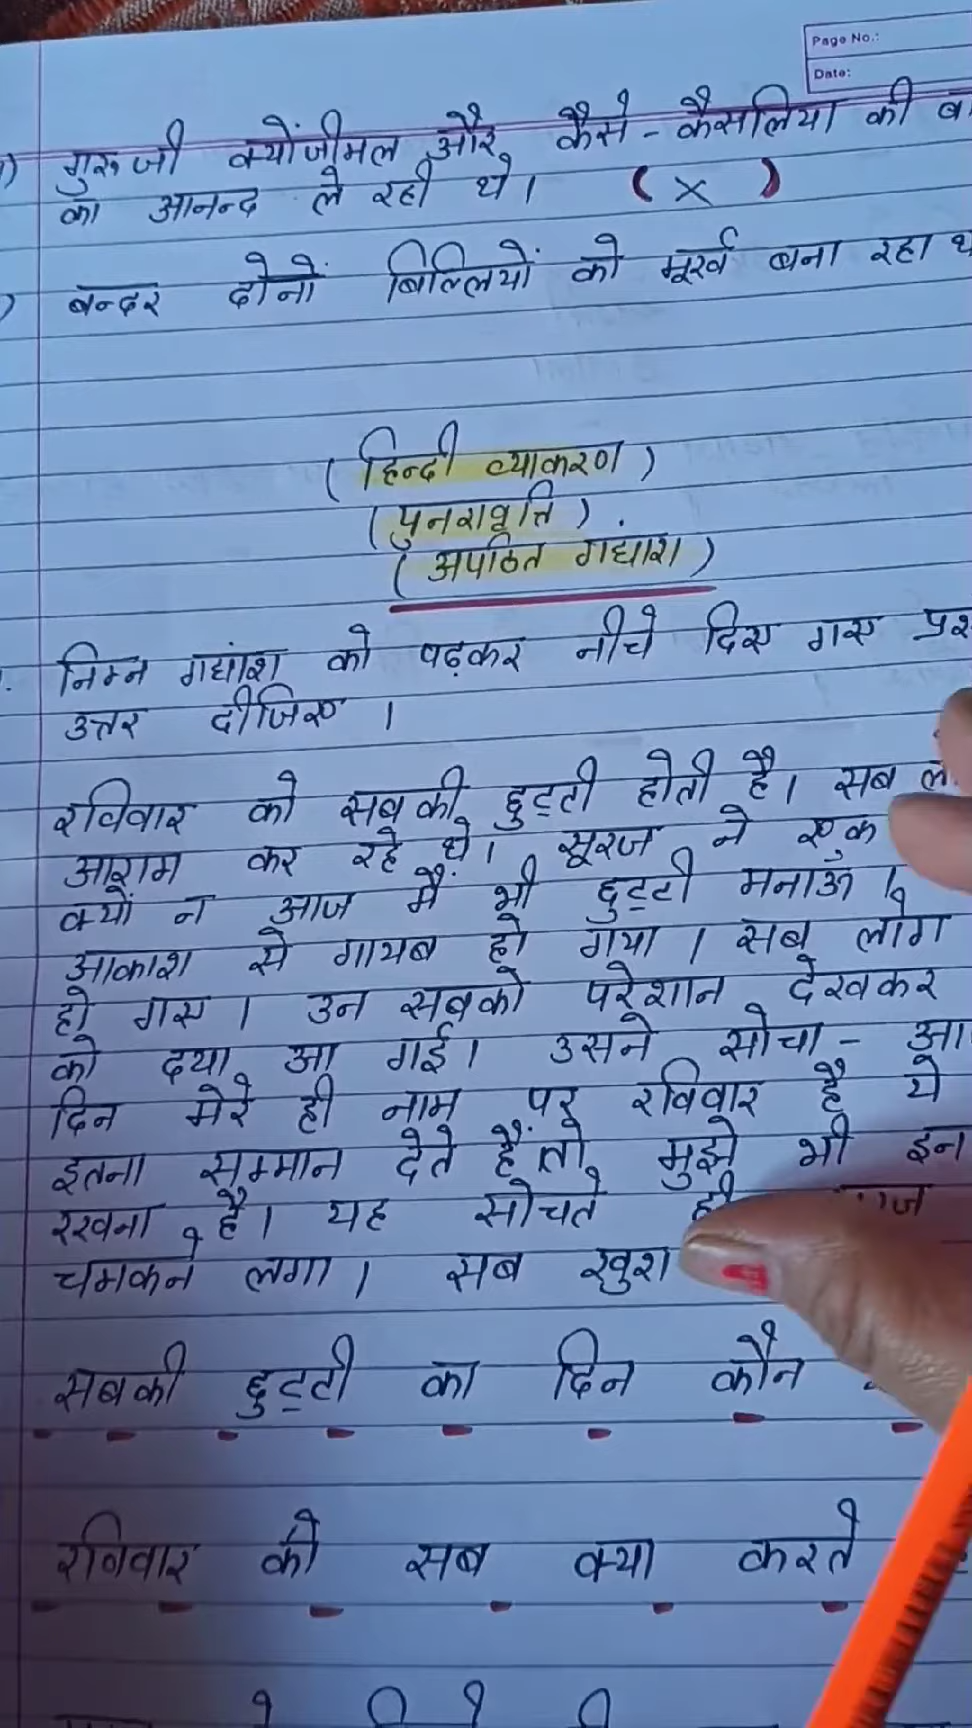 Page No.:
Date:
गुरुजी क्योंजीमल और कैसे-कैसलिया की
का आनन्द ले रही थे। ( × )
बन्दर दोनों बिल्लियों को मूर्ख बना रहा
(हिन्दी व्याकरण)
(पुनरावृत्ति)
(अपठित गद्यांश)
निम्न गद्यांश को पढ़कर नीचे दिए गए
उत्तर दीजिए।
रविवार को सबकी छुट्टी होती है। सब
आराम कर रहे थे। सूरज ने एक
क्यों न आज मैं भी छुट्टी मनाऊँ।
आकाश से गायब हो गया। सब लोग
हो गए। उन सबको परेशान देखकर
को दया आ गई। उसने सोचा-
दिन मेरे ही नाम पर रविवार है ये
इतना सम्मान देते हैं तो मुझे भी इन
रखना है। यह सोचते ही
चमकने लगा। सब खुश
सबकी छुट्टी का दिन कौन
रविवार को सब क्या करते